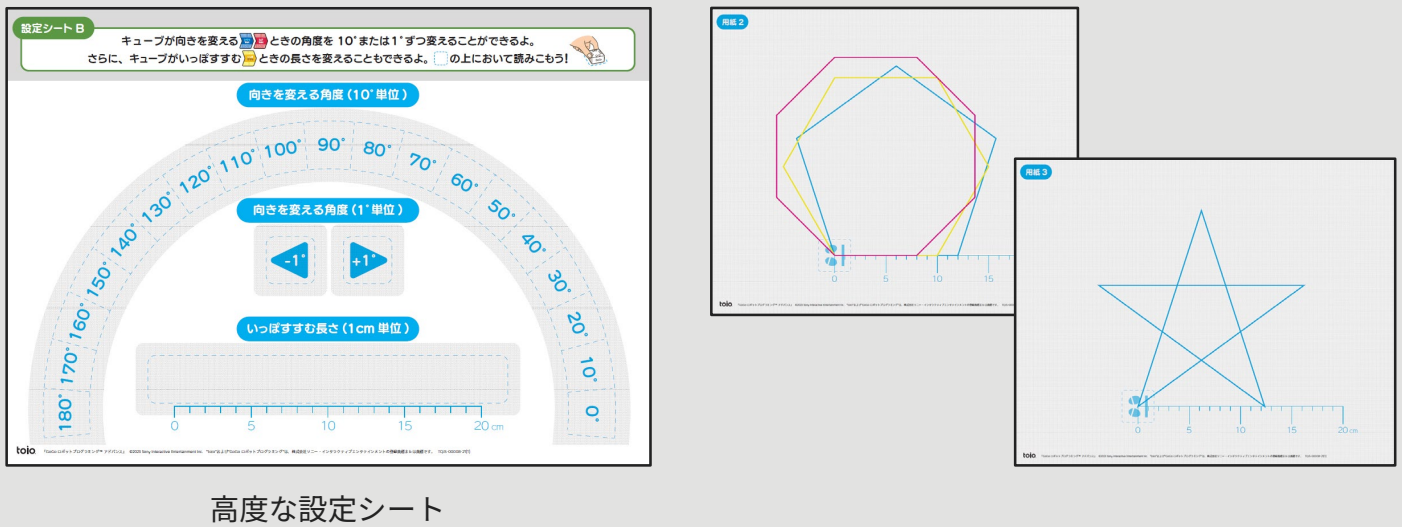 設定シート B
キューブが向きを変える ときの角度を 10°または1°ずつ変えることができるよ。
さらに、キューブがいっぽすすむ ときの長さを変えることもできるよ。 の上において読みこもう!
向きを変える角度(10°単位)
180° 170° 160° 150° 140° 130° 120° 110° 100° 90° 80° 70° 60° 50° 40° 30° 20° 10° 0°
向きを変える角度(1°単位)
-1° +1°
いっぽすすむ長さ(1cm 単位)
0 5 10 15 20 cm
toio
用紙 2
0 5 10 15
toio
用紙 3
0 5 10 15 20 cm
toio
高度な設定シート